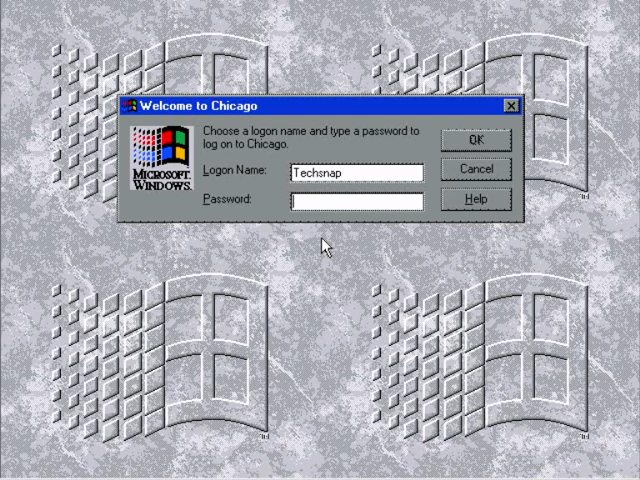 Welcome to Chicago
Choose a logon name and type a password to
log on to Chicago.
Logon Name:
Techsnap
Password:
OK
Cancel
Help
MICROSOFT.
WINDOWS.